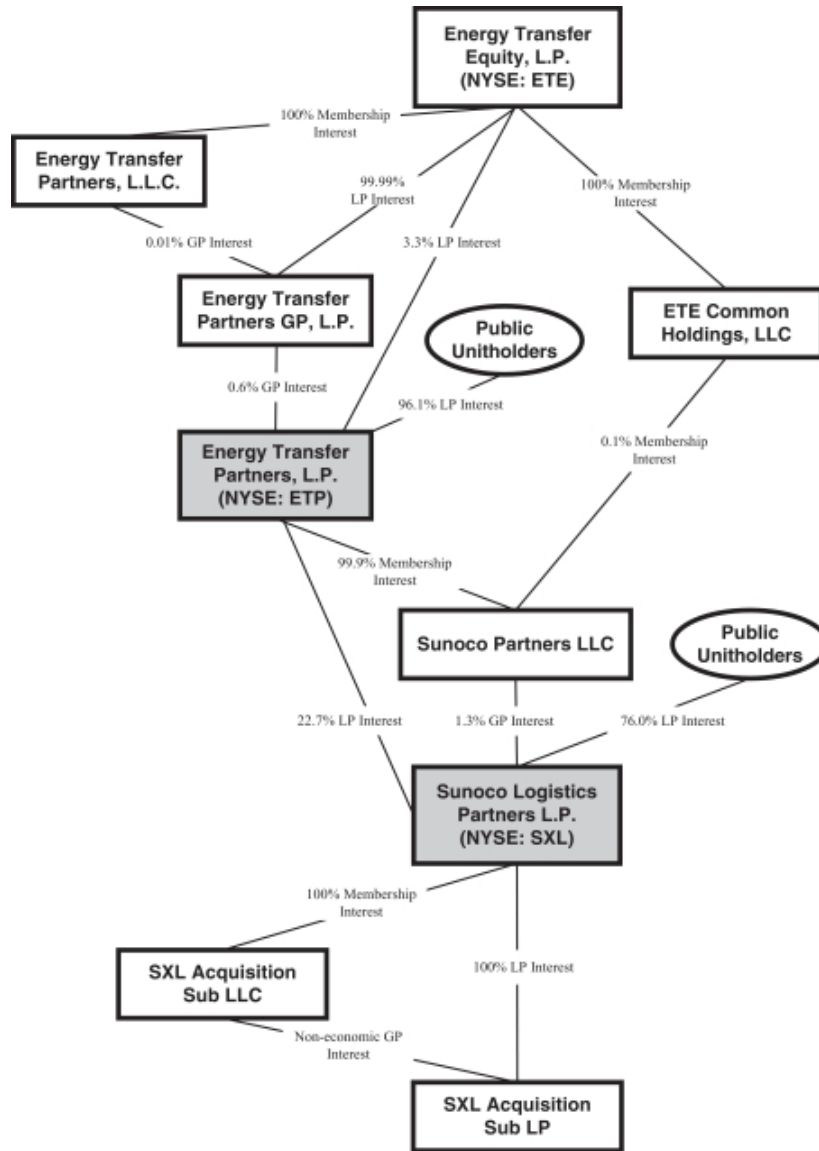 Energy Transfer
Equity, L.P.
(NYSE: ETE)
100% Membership
Interest
Energy Transfer
Partners, L.L.C.
99.99%
LP Interest
100% Membership
Interest
0.01% GP Interest
3.3% LP Interest
Energy Transfer
Partners GP, L.P.
Public
Unitholders
ETE Common
Holdings, LLC
0.6% GP Interest
96.1% LP Interest
Energy Transfer
Partners, L.P.
(NYSE: ETP)
0.1% Membership
Interest
99.9% Membership
Interest
Sunoco Partners LLC
Public
Unitholders
22.7% LP Interest
1.3% GP Interest
76.0% LP Interest
Sunoco Logistics
Partners L.P.
(NYSE: SXL)
100% Membership
Interest
SXL Acquisition
Sub LLC
100% LP Interest
Non-economic GP
Interest
SXL Acquisition
Sub LP